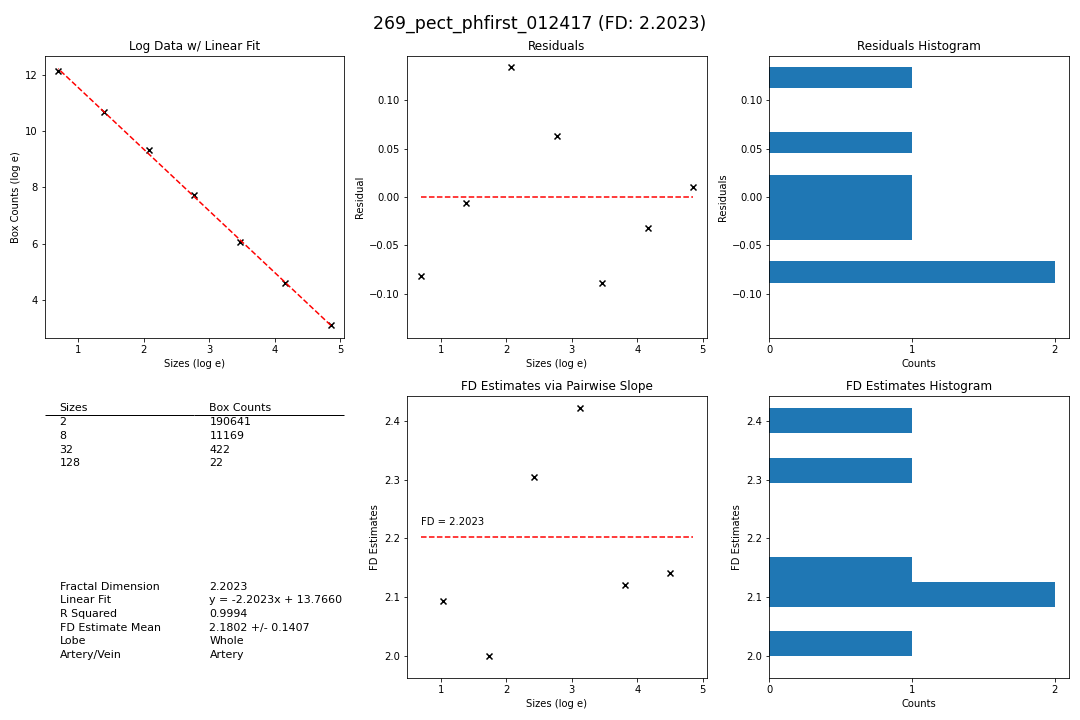 269_pect_phfirst_012417 (FD: 2.2023)
Log Data w/ Linear Fit
Box Counts (log e)
12
10
8
6
4
1 2 3 4 5
Sizes (log e)
Residuals
Residual
0.10
0.05
0.00
−0.05
−0.10
1 2 3 4 5
Sizes (log e)
Residuals Histogram
Residuals
0.10
0.05
0.00
−0.05
−0.10
0 1 2
Counts
Sizes Box Counts
2 190641
8 11169
32 422
128 22
Fractal Dimension 2.2023
Linear Fit y = -2.2023x + 13.7660
R Squared 0.9994
FD Estimate Mean 2.1802 +/- 0.1407
Lobe Whole
Artery/Vein Artery
FD Estimates via Pairwise Slope
FD Estimates
2.4
2.3
2.2
2.1
2.0
FD = 2.2023
1 2 3 4 5
Sizes (log e)
FD Estimates Histogram
FD Estimates
2.4
2.3
2.2
2.1
2.0
0 1 2
Counts